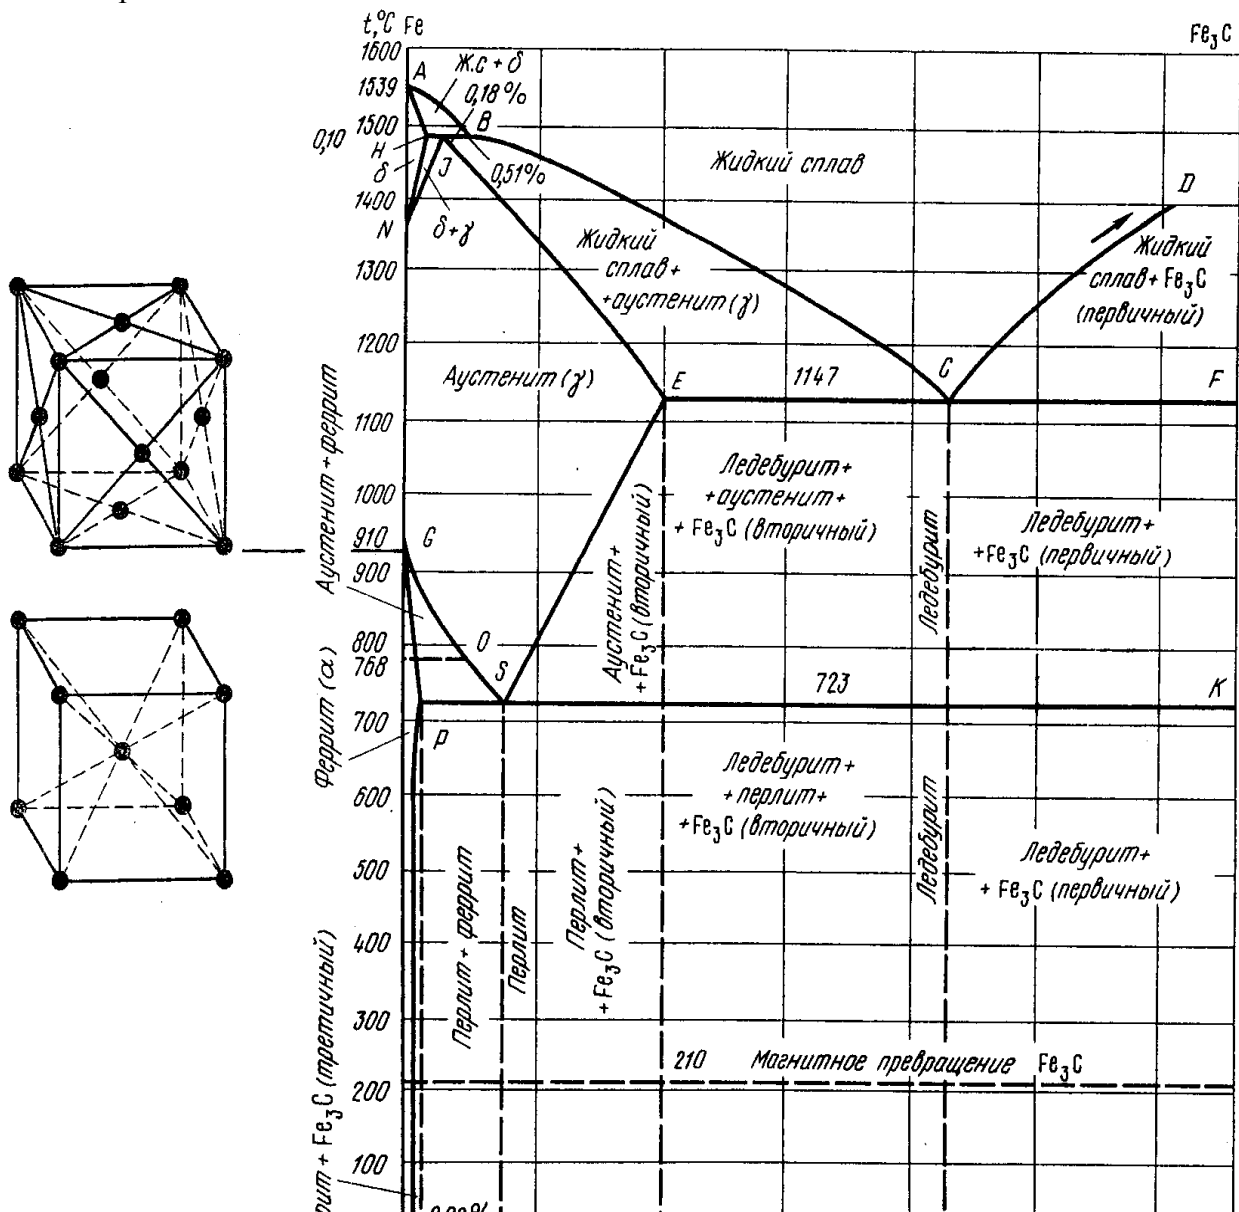 t,°C Fe
Fe₃C
1600
1539
1500
1400
1300
1200
1100
1000
910
900
800
768
700
600
500
400
300
200
100
A
Ж.с + δ
0,18%
B
0,10
H
δ
J
0,51%
N
δ+γ
Жидкий сплав
D
Жидкий
сплав+
+аустенит (γ)
Жидкий
сплав+Fe₃C
(первичный)
Аустенит (γ)
E
1147
C
F
Аустенит+феррит
G
Аустенит+
+Fe₃C (вторичный)
Ледебурит+
+аустенит+
+Fe₃C (вторичный)
Ледебурит
Ледебурит+
+Fe₃C (первичный)
O
S
723
K
Феррит (α)
P
Перлит+феррит
Перлит
Перлит+
+Fe₃C (вторичный)
Ледебурит+
+перлит+
+Fe₃C (вторичный)
Ледебурит
Ледебурит+
+Fe₃C (первичный)
210 Магнитное превращение Fe₃C
+ Fe₃C (третичный)